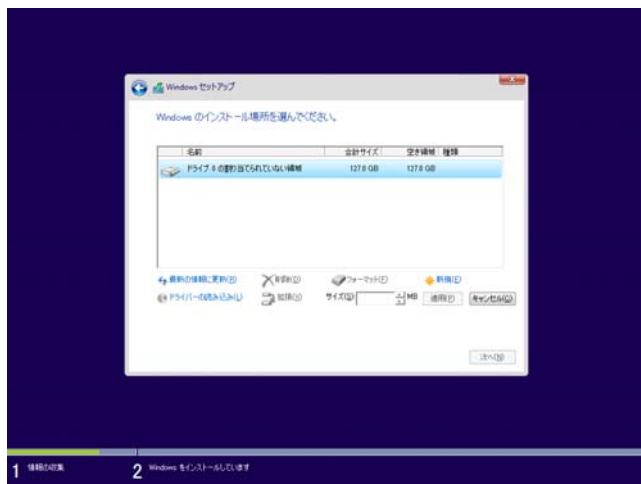 Windows セットアップ
Windows のインストール場所を選んでください。
名前 合計サイズ 空き領域 種類
ドライブ 0 の割り当てられていない領域 127.0 GB 127.0 GB
最新の情報に更新(R) 削除(D) フォーマット(F) 新規(E)
ドライバーの読み込み(L) 拡張(X) サイズ(S) MB 適用(P) キャンセル(C)
次へ(N)
1 情報の収集 2 Windows をインストールしています